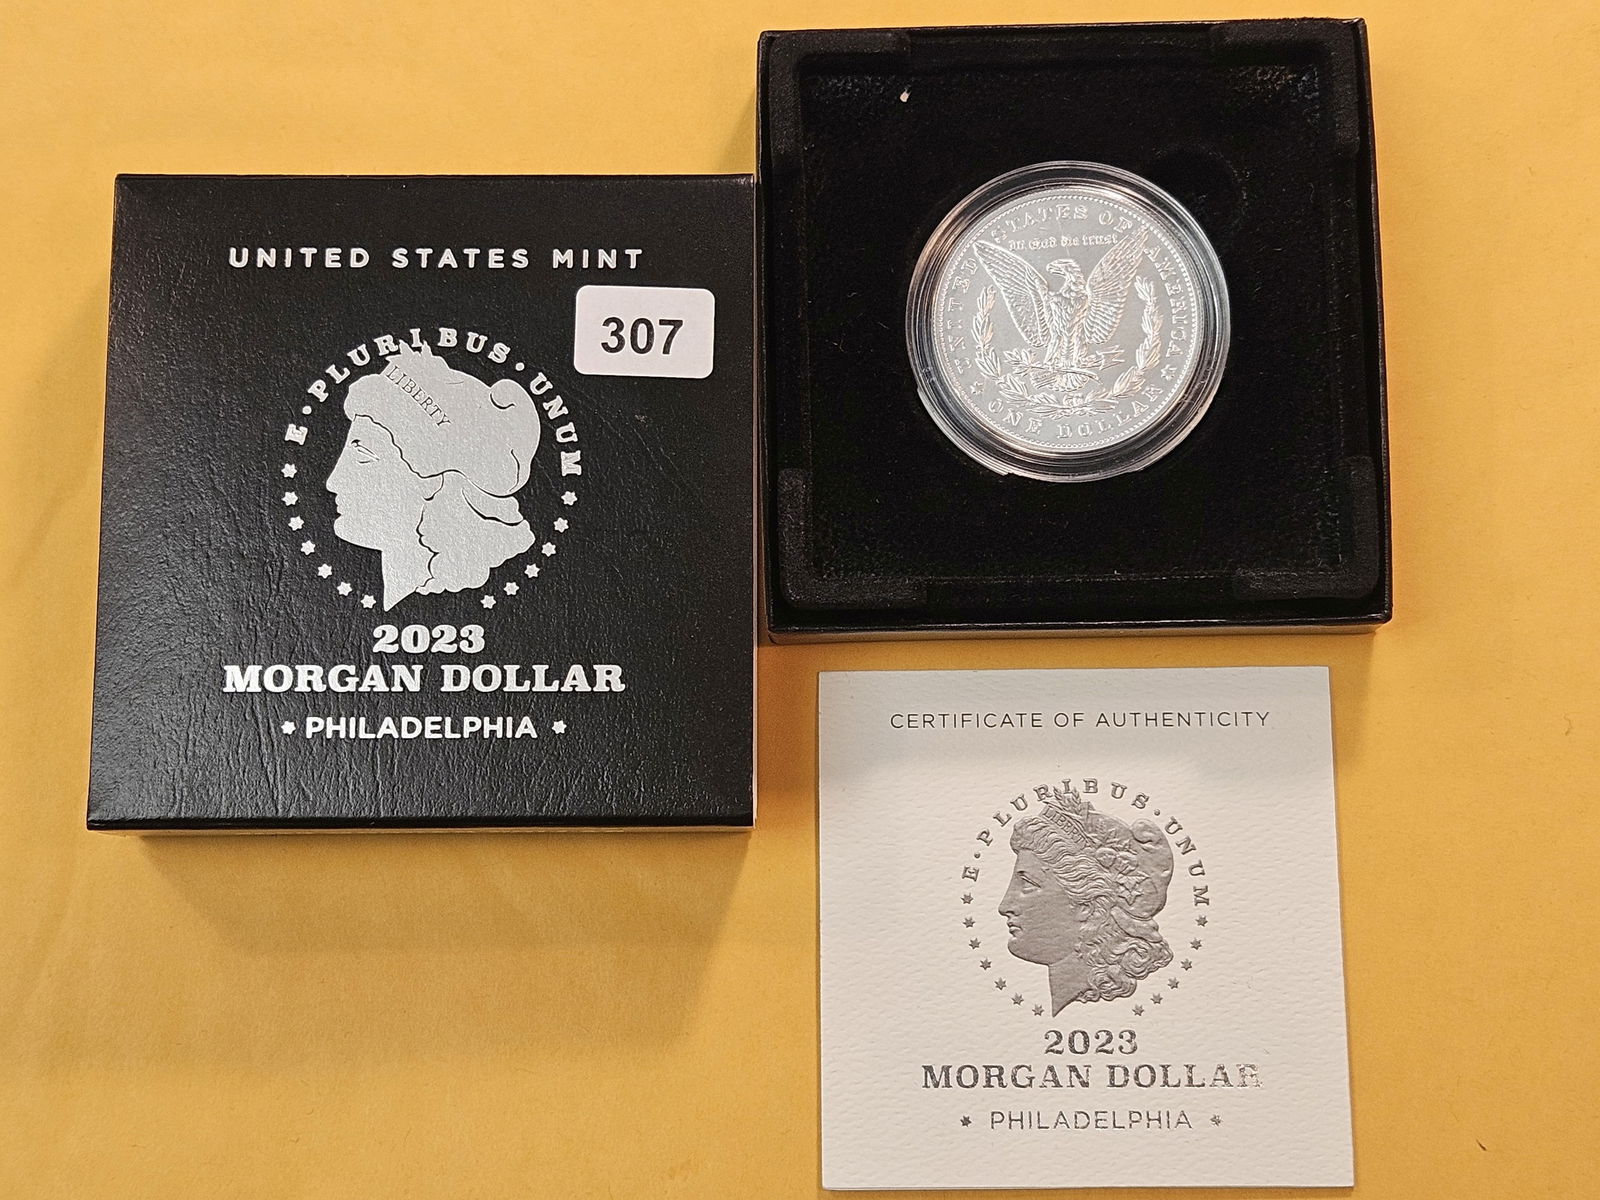 UNITED STATES MINT
307
E · PLURIBUS · UNUM
LIBERTY
2023
MORGAN DOLLAR
* PHILADELPHIA *
UNITED STATES OF AMERICA
In God we trust
ONE DOLLAR
CERTIFICATE OF AUTHENTICITY
E · PLURIBUS · UNUM
LIBERTY
2023
MORGAN DOLLAR
* PHILADELPHIA *